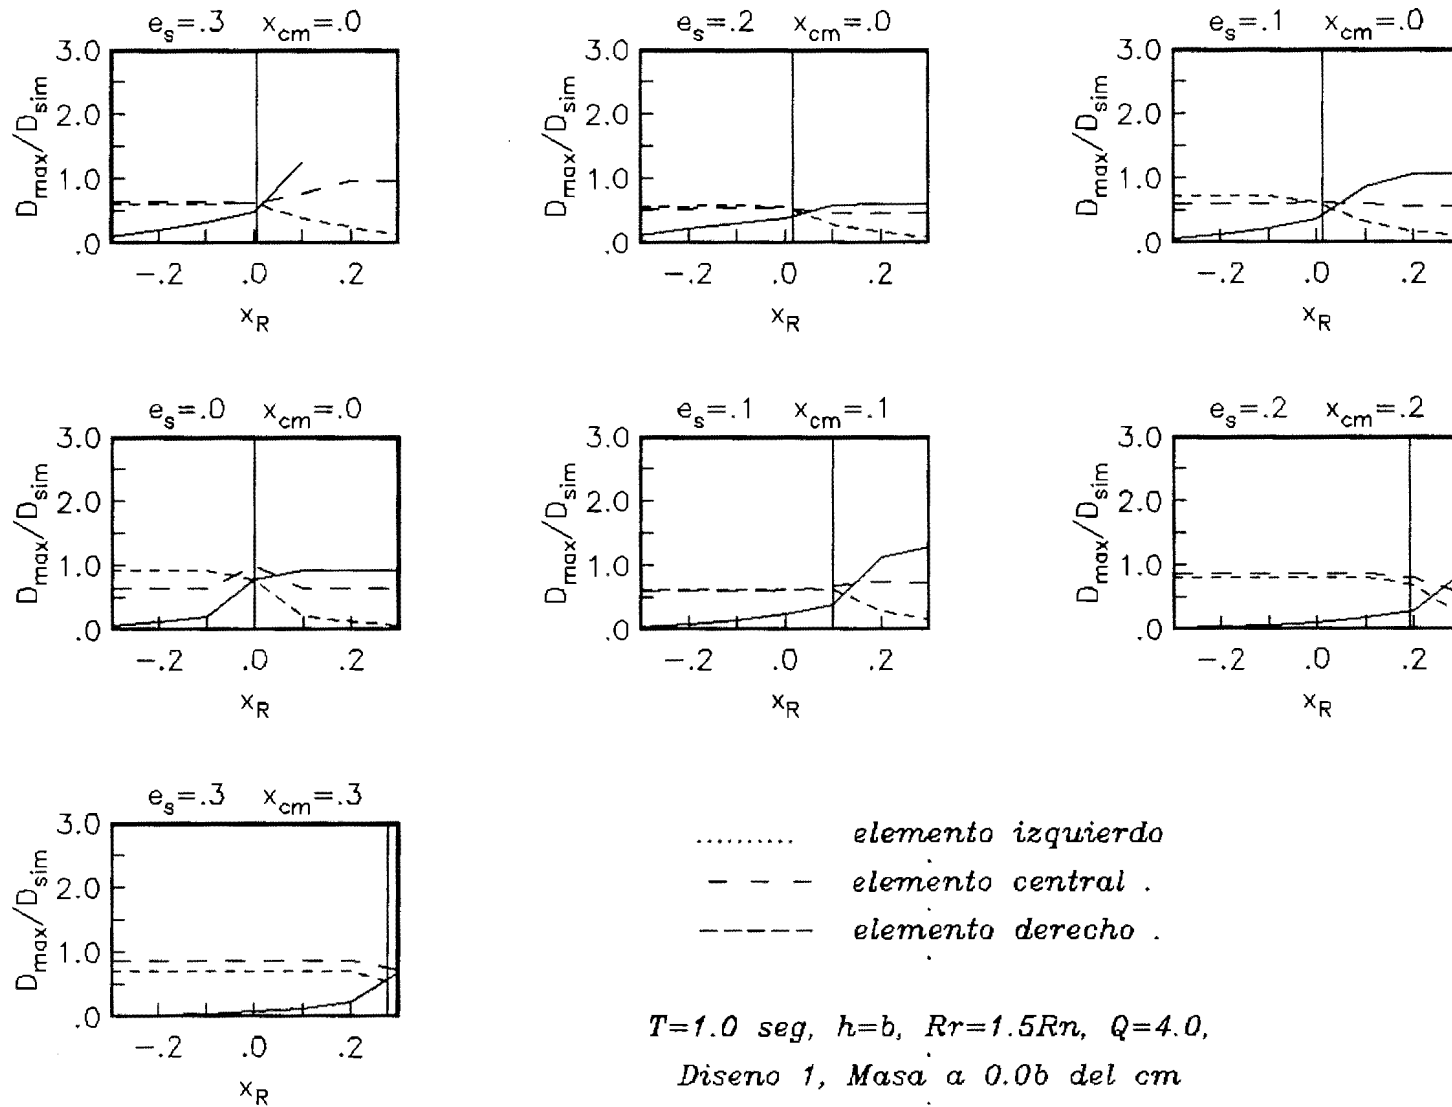 e_s=.3 x_cm=.0
3.0
2.0
1.0
.0
D_max/D_sim
-.2 .0 .2
x_R
e_s=.2 x_cm=.0
3.0
2.0
1.0
.0
D_max/D_sim
-.2 .0 .2
x_R
e_s=.1 x_cm=.0
3.0
2.0
1.0
.0
D_max/D_sim
-.2 .0 .2
x_R
e_s=.0 x_cm=.0
3.0
2.0
1.0
.0
D_max/D_sim
-.2 .0 .2
x_R
e_s=.1 x_cm=.1
3.0
2.0
1.0
.0
D_max/D_sim
-.2 .0 .2
x_R
e_s=.2 x_cm=.2
3.0
2.0
1.0
.0
D_max/D_sim
-.2 .0 .2
x_R
e_s=.3 x_cm=.3
3.0
2.0
1.0
.0
D_max/D_sim
-.2 .0 .2
x_R
elemento izquierdo
elemento central .
elemento derecho .
T=1.0 seg, h=b, Rr=1.5Rn, Q=4.0,
Diseno 1, Masa a 0.0b del cm